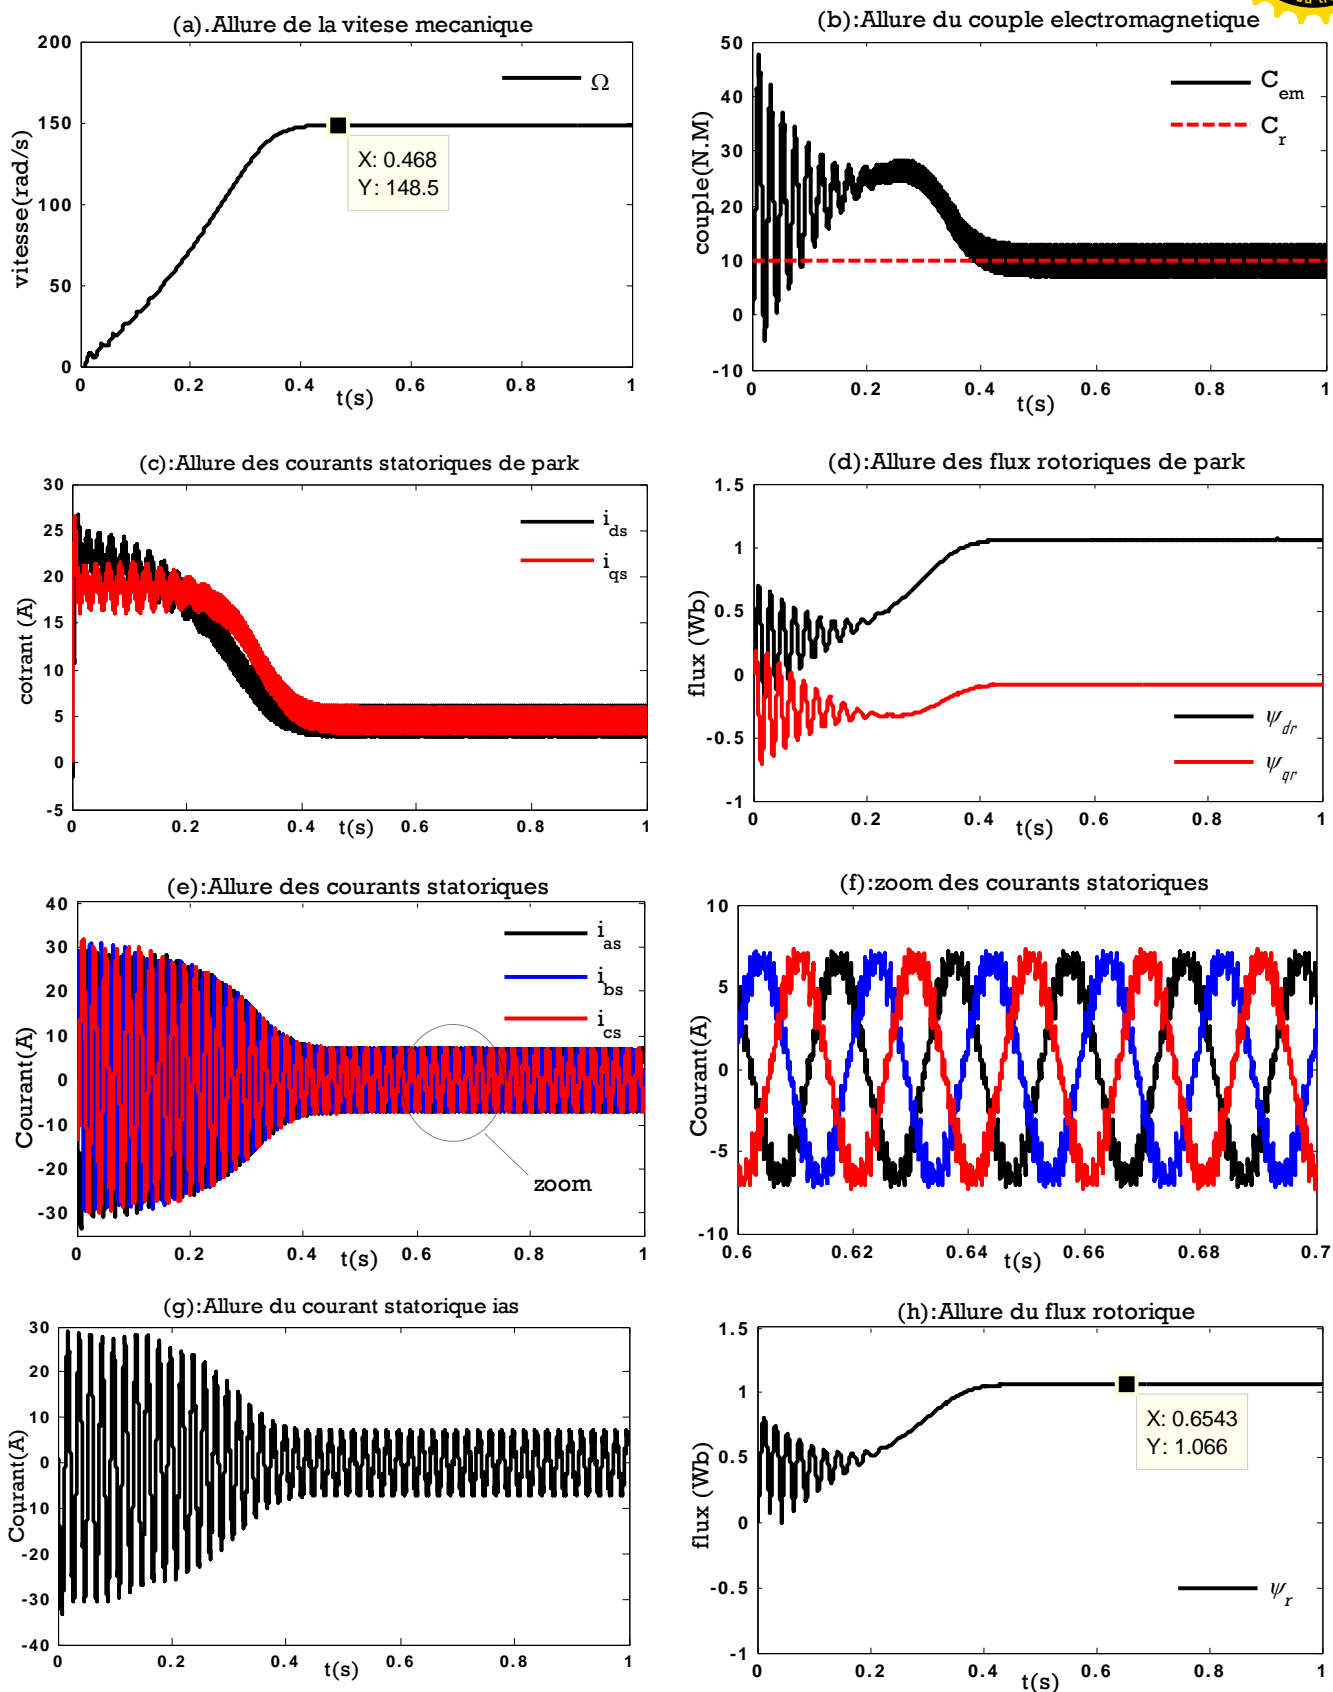 (a).Allure de la vitese mecanique
200
150
100
50
0
vitesse(rad/s)
Ω
X: 0.468
Y: 148.5
0 0.2 0.4 0.6 0.8 1
t(s)
(b):Allure du couple electromagnetique
50
40
30
20
10
0
-10
couple(N.M)
C em
C r
0 0.2 0.4 0.6 0.8 1
t(s)
(c):Allure des courants statoriques de park
30
25
20
15
10
5
0
-5
cotrant (A)
i ds
i qs
0 0.2 0.4 0.6 0.8 1
t(s)
(d):Allure des flux rotoriques de park
1.5
1
0.5
0
-0.5
-1
flux (Wb)
ψ dr
ψ qr
0 0.2 0.4 0.6 0.8 1
t(s)
(e):Allure des courants statoriques
40
30
20
10
0
-10
-20
-30
Courant(A)
i as
i bs
i cs
zoom
0 0.2 0.4 0.6 0.8 1
t(s)
(f):zoom des courants statoriques
10
5
0
-5
-10
Courant(A)
0.6 0.62 0.64 0.66 0.68 0.7
t(s)
(g):Allure du courant statorique ias
30
20
10
0
-10
-20
-30
-40
Courant(A)
0 0.2 0.4 0.6 0.8 1
t(s)
(h):Allure du flux rotorique
1.5
1
0.5
0
-0.5
-1
flux (Wb)
X: 0.6543
Y: 1.066
ψ r
0 0.2 0.4 0.6 0.8 1
t(s)